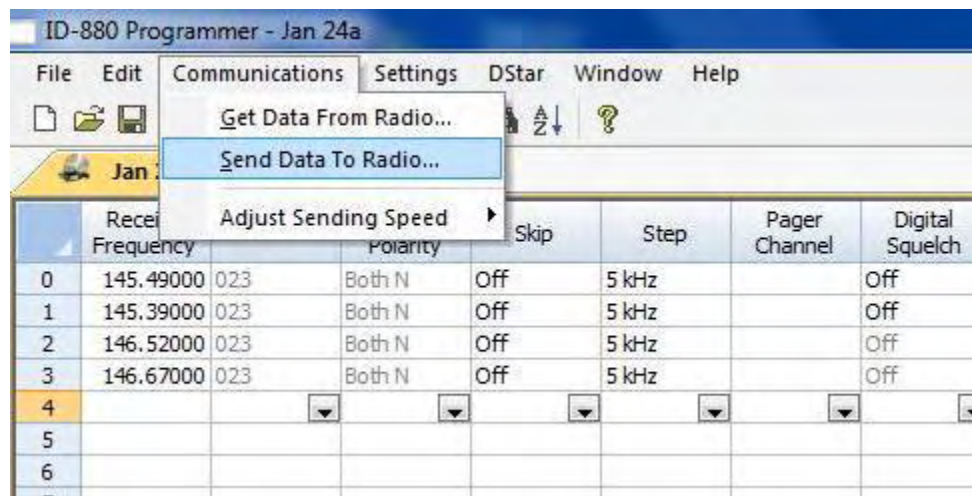 ID-880 Programmer - Jan 24a
File Edit Communications Settings DStar Window Help
Get Data From Radio...
Send Data To Radio...
Adjust Sending Speed
Jan
Frequency Polarity Skip Step Pager Channel Digital Squelch
0 145.49000 023 Both N Off 5 kHz Off
1 145.39000 023 Both N Off 5 kHz Off
2 146.52000 023 Both N Off 5 kHz Off
3 146.67000 023 Both N Off 5 kHz Off
4
5
6